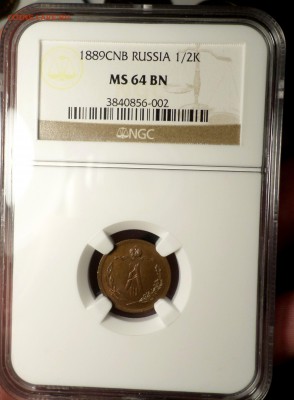 1889CNB RUSSIA 1/2K
MS 64 BN
3840856-002
NGC